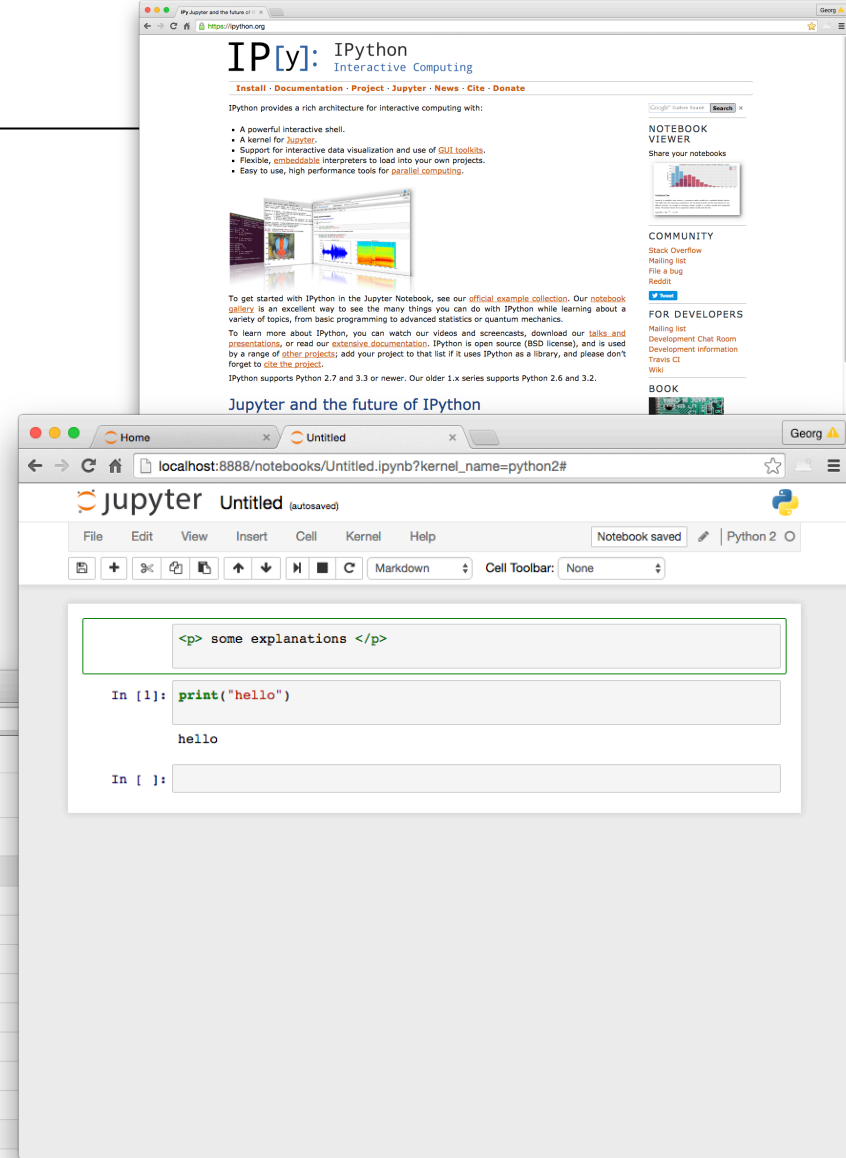 IPy Jupyter and the future of I
Georg
https://ipython.org
IP[y]:
IPython
Interactive Computing
Install · Documentation · Project · Jupyter · News · Cite · Donate
IPython provides a rich architecture for interactive computing with:
A powerful interactive shell.
A kernel for Jupyter.
Support for interactive data visualization and use of GUI toolkits.
Flexible, embeddable interpreters to load into your own projects.
Easy to use, high performance tools for parallel computing.
To get started with IPython in the Jupyter Notebook, see our official example collection. Our notebook
gallery is an excellent way to see the many things you can do with IPython while learning about a
variety of topics, from basic programming to advanced statistics or quantum mechanics.
To learn more about IPython, you can watch our videos and screencasts, download our talks and
presentations, or read our extensive documentation. IPython is open source (BSD license), and is used
by a range of other projects; add your project to that list if it uses IPython as a library, and please don't
forget to cite the project.
IPython supports Python 2.7 and 3.3 or newer. Our older 1.x series supports Python 2.6 and 3.2.
Jupyter and the future of IPython
Google Custom Search
Search ×
NOTEBOOK
VIEWER
Share your notebooks
COMMUNITY
Stack Overflow
Mailing list
File a bug
Reddit
Tweet
FOR DEVELOPERS
Mailing list
Development Chat Room
Development information
Travis CI
Wiki
BOOK
Home
Untitled
Georg
localhost:8888/notebooks/Untitled.ipynb?kernel_name=python2#
jupyter Untitled (autosaved)
File Edit View Insert Cell Kernel Help
Notebook saved
Python 2
Markdown
Cell Toolbar: None
<p> some explanations </p>
In [1]: print("hello")
hello
In [ ]: